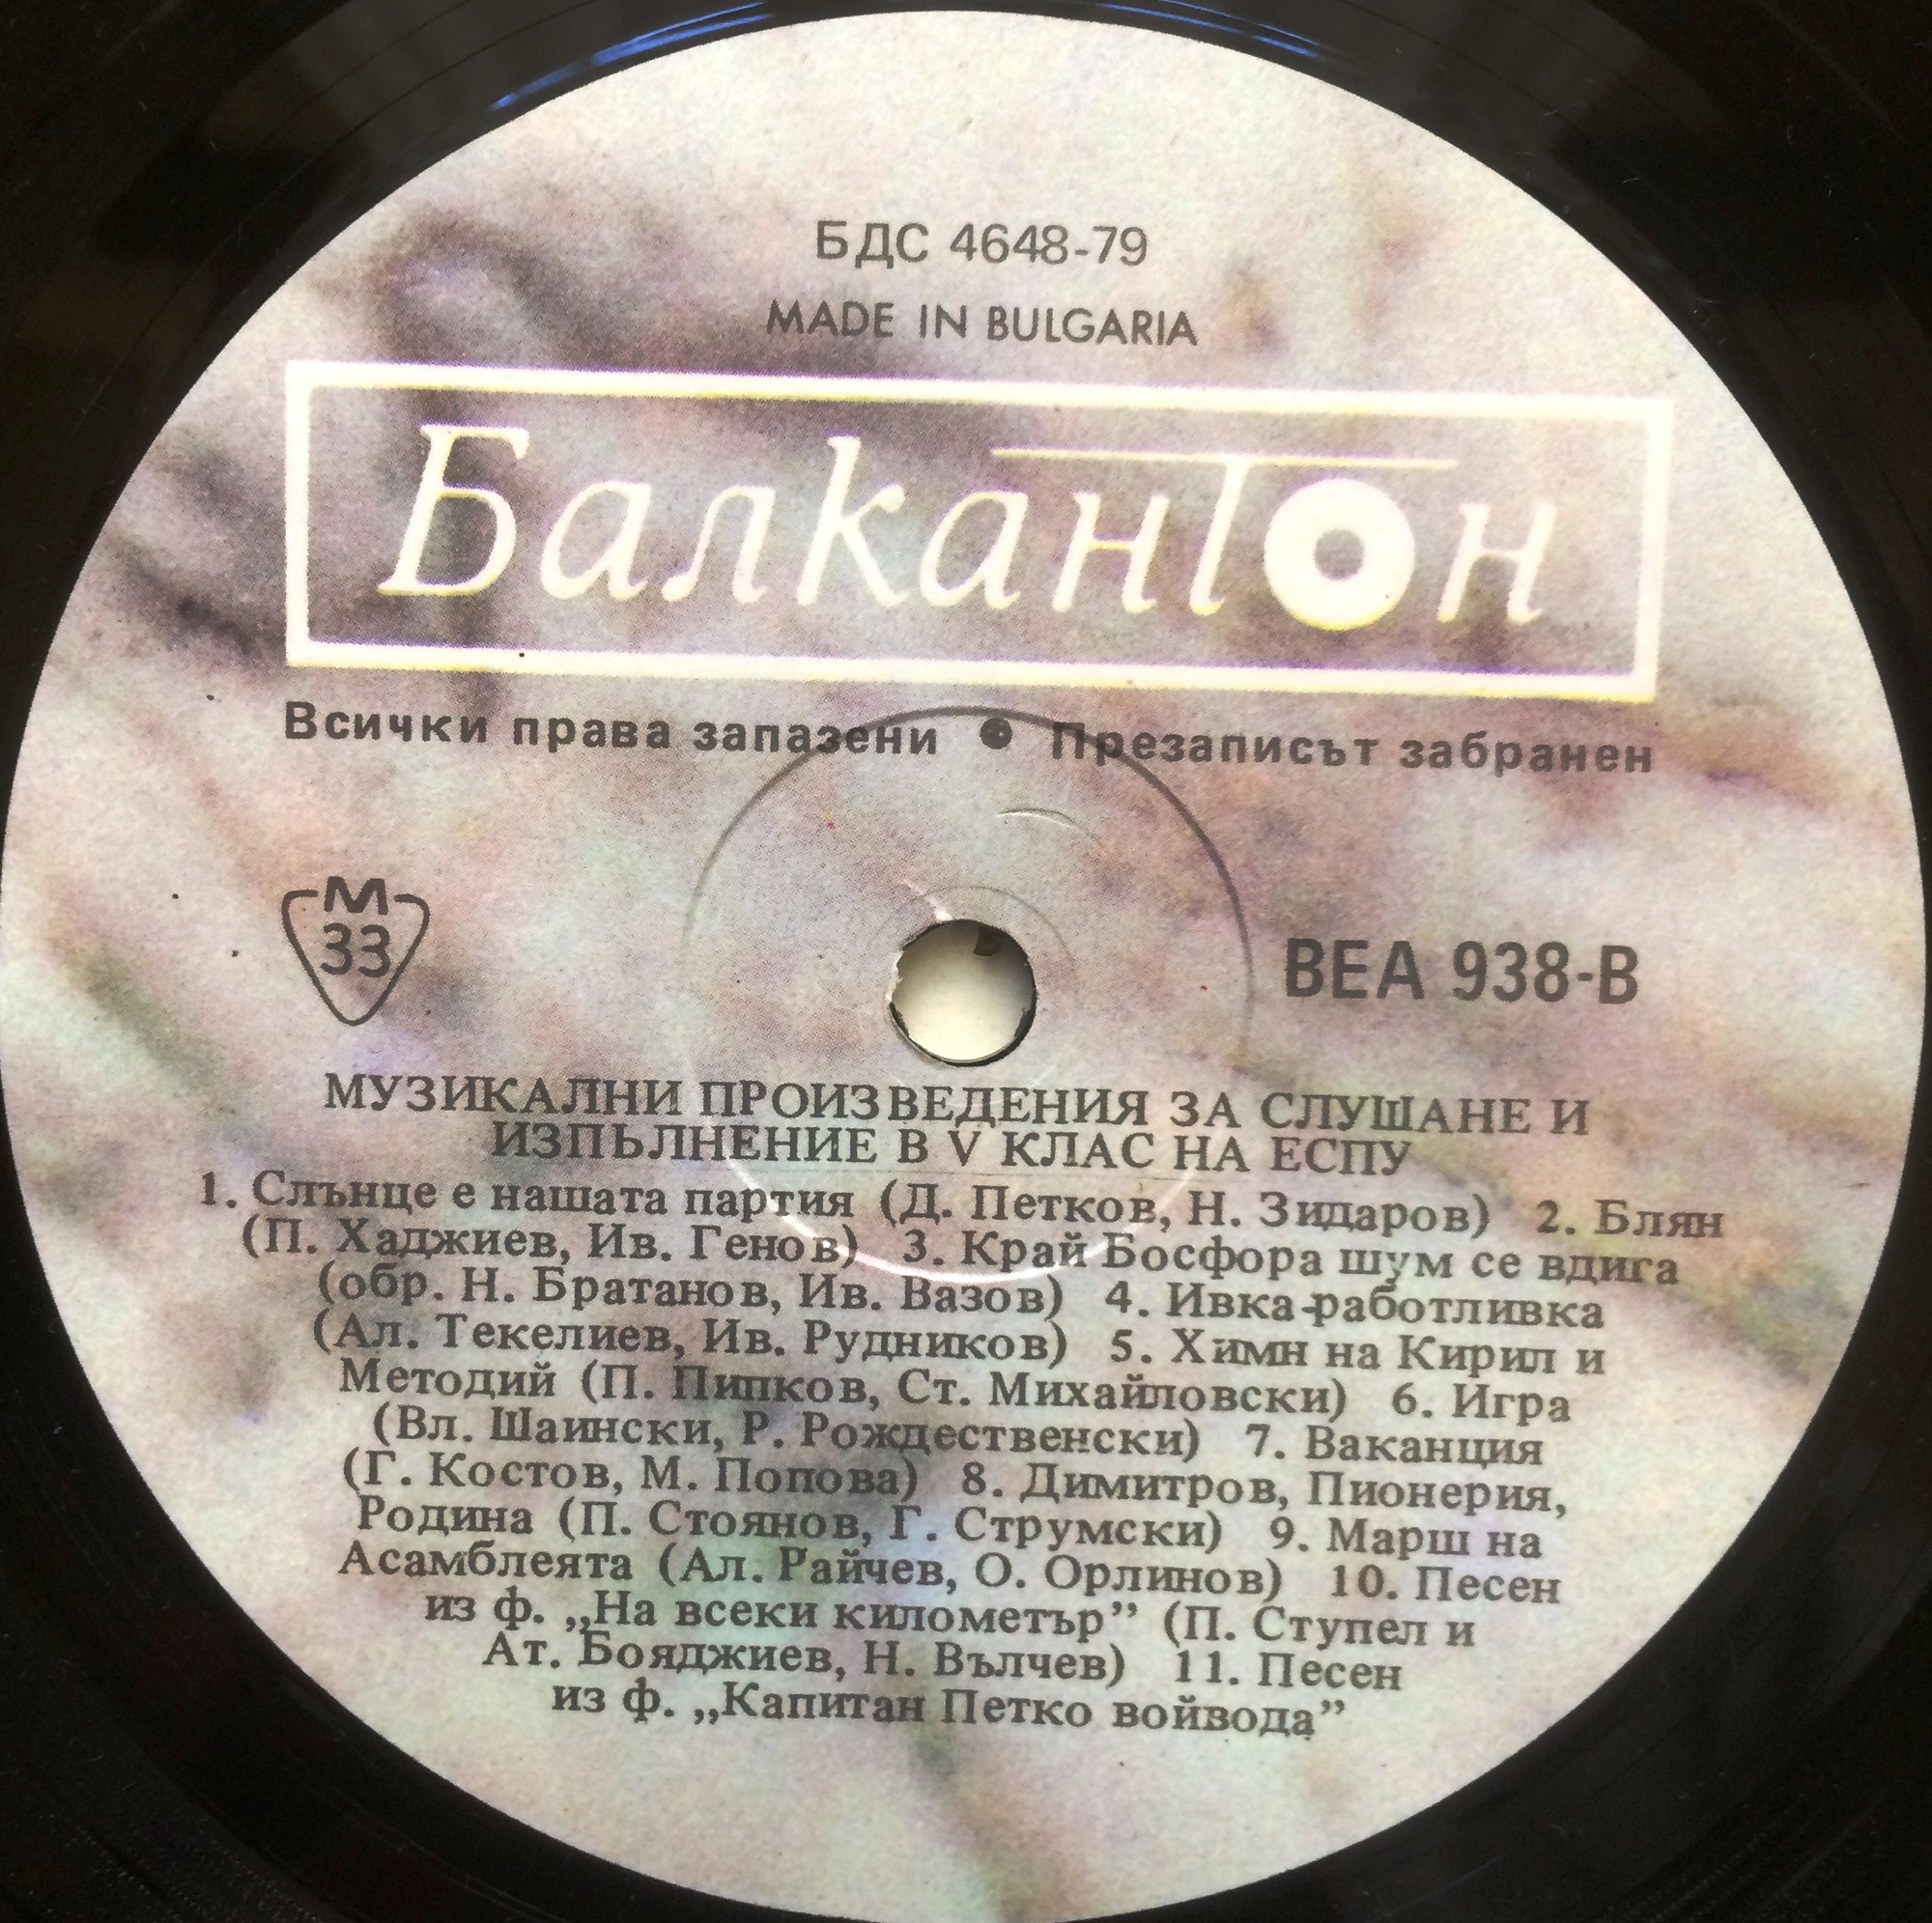 БДС 4648-79
MADE IN BULGARIA
Балкантон
Всички права запазени • Презаписът забранен
М
33
ВЕА 938-В
МУЗИКАЛНИ ПРОИЗВЕДЕНИЯ ЗА СЛУШАНЕ И
ИЗПЪЛНЕНИЕ В V КЛАС НА ЕСПУ
1. Слънце е нашата партия (Д. Петков, Н. Зидаров) 2. Блян
(П. Хаджиев, Ив. Генов) 3. Край Босфора шум се вдига
(обр. Н. Братанов, Ив. Вазов) 4. Ивка-работливка
(Ал. Текелиев, Ив. Рудников) 5. Химн на Кирил и
Методий (П. Пипков, Ст. Михайловски) 6. Игра
(Вл. Шаински, Р. Рождественски) 7. Ваканция
(Г. Костов, М. Попова) 8. Димитров, Пионерия,
Родина (П. Стоянов, Г. Струмски) 9. Марш на
Асамблеята (Ал. Райчев, О. Орлинов) 10. Песен
из ф. „На всеки километър” (П. Ступел и
Ат. Бояджиев, Н. Вълчев) 11. Песен
из ф. „Капитан Петко войвода”